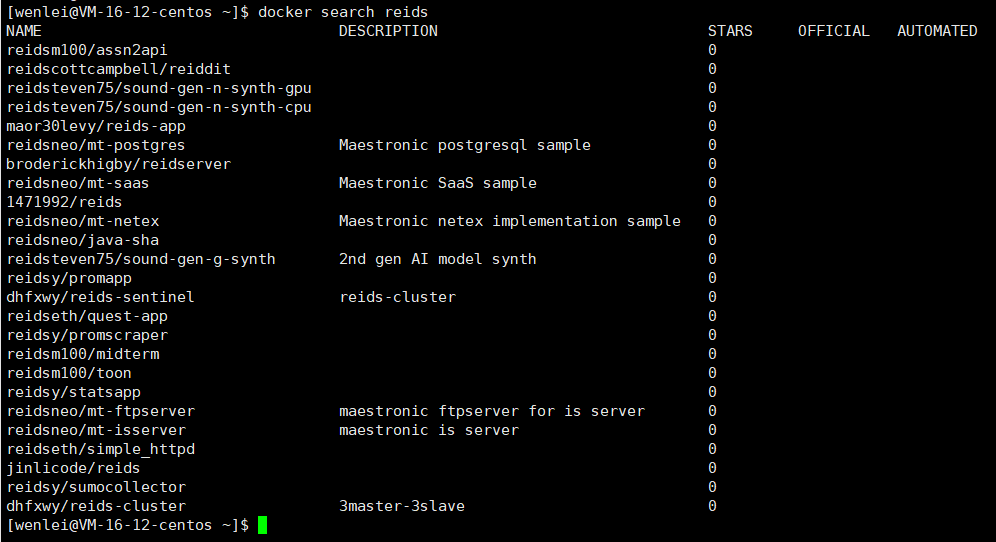 [wenlei@VM-16-12-centos ~]$ docker search reids
NAME DESCRIPTION STARS OFFICIAL AUTOMATED
reidsm100/assn2api 0
reidscottcampbell/reiddit 0
reidsteven75/sound-gen-n-synth-gpu 0
reidsteven75/sound-gen-n-synth-cpu 0
maor30levy/reids-app 0
reidsneo/mt-postgres Maestronic postgresql sample 0
broderickhigby/reidserver 0
reidsneo/mt-saas Maestronic SaaS sample 0
1471992/reids 0
reidsneo/mt-netex Maestronic netex implementation sample 0
reidsneo/java-sha 0
reidsteven75/sound-gen-g-synth 2nd gen AI model synth 0
reidsy/promapp 0
dhfxwy/reids-sentinel reids-cluster 0
reidseth/quest-app 0
reidsy/promscraper 0
reidsm100/midterm 0
reidsm100/toon 0
reidsy/statsapp 0
reidsneo/mt-ftpserver maestronic ftpserver for is server 0
reidsneo/mt-isserver maestronic is server 0
reidseth/simple_httpd 0
jinlicode/reids 0
reidsy/sumocollector 0
dhfxwy/reids-cluster 3master-3slave 0
[wenlei@VM-16-12-centos ~]$